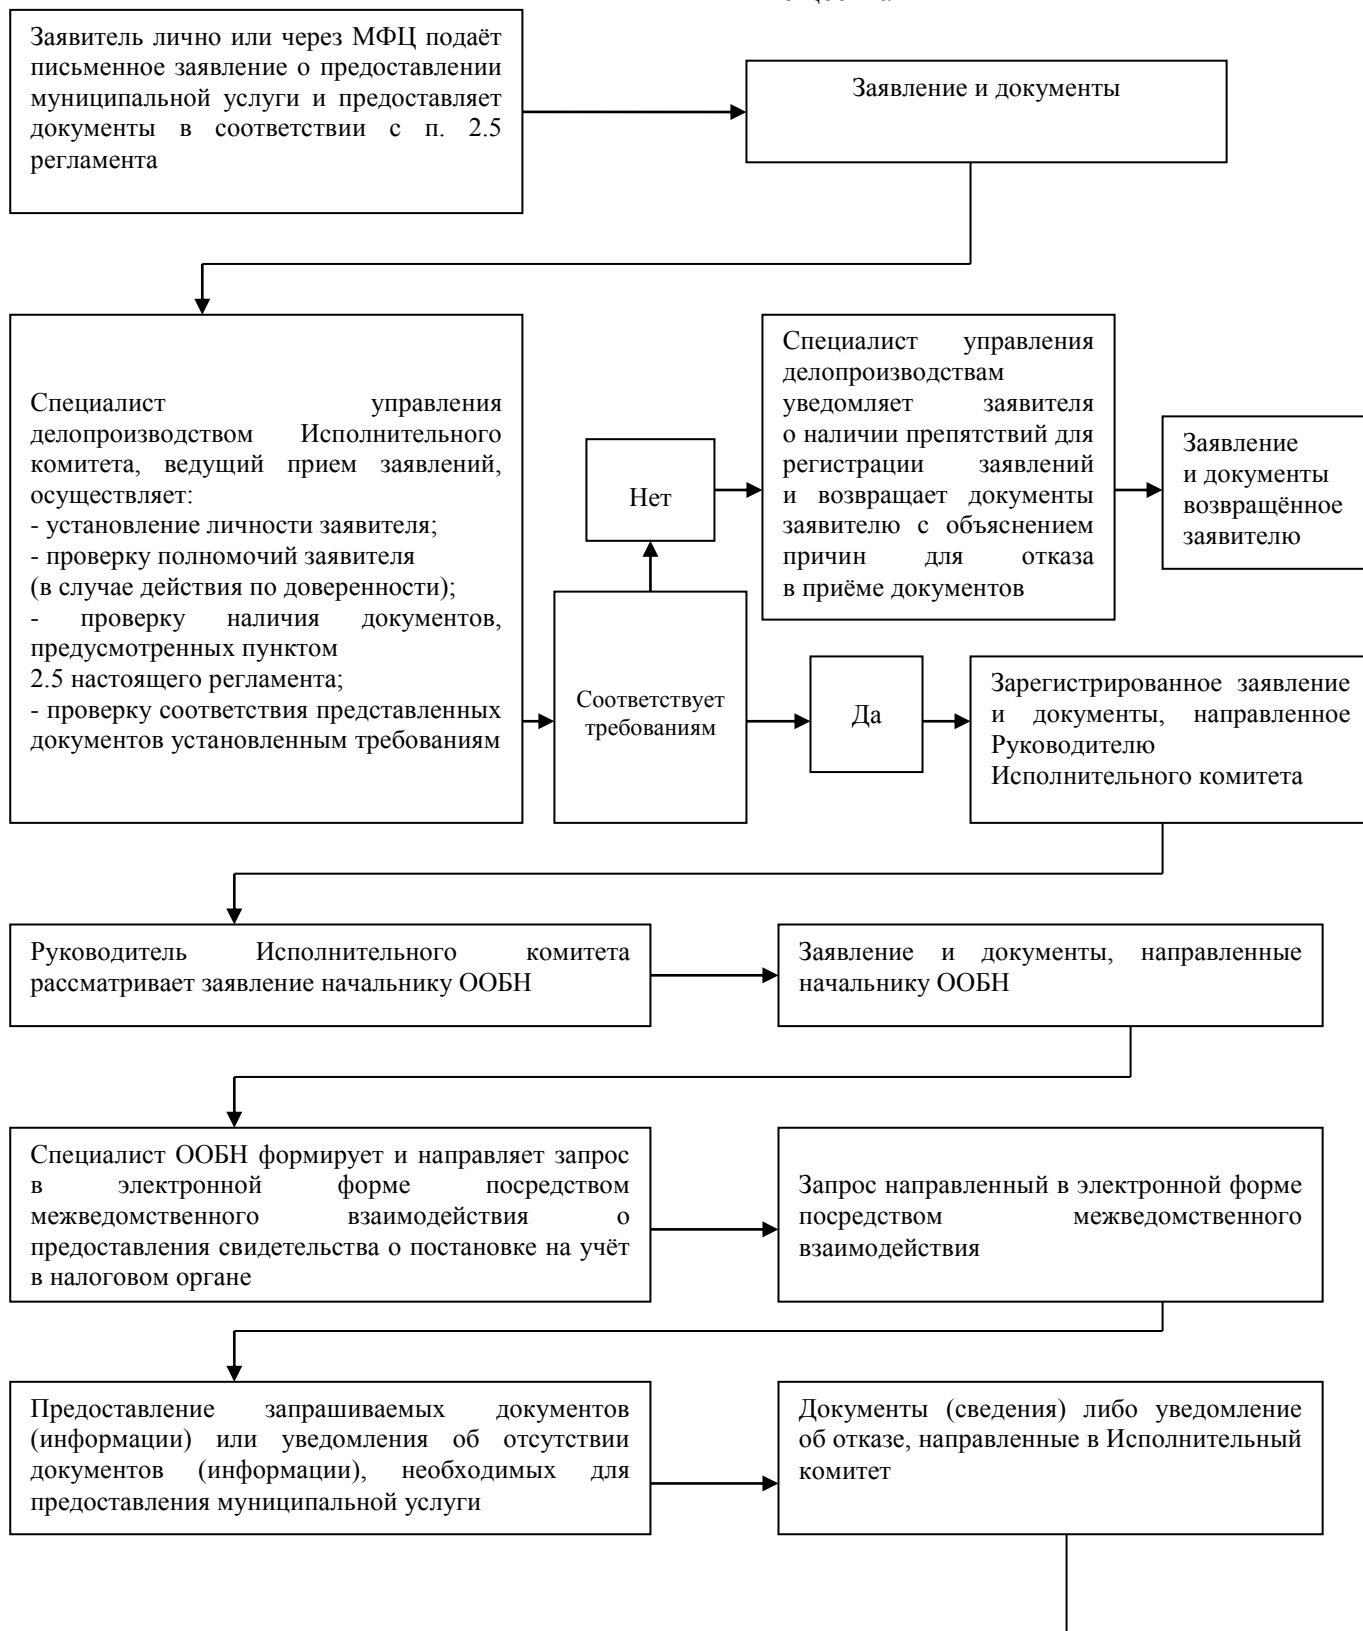 Заявитель лично или через МФЦ подаёт
письменное заявление о предоставлении
муниципальной услуги и предоставляет
документы в соответствии с п. 2.5
регламента
Заявление и документы
Специалист управления
делопроизводством Исполнительного
комитета, ведущий прием заявлений,
осуществляет:
- установление личности заявителя;
- проверку полномочий заявителя
(в случае действия по доверенности);
- проверку наличия документов,
предусмотренных пунктом
2.5 настоящего регламента;
- проверку соответствия представленных
документов установленным требованиям
Нет
Специалист управления
делопроизводствам
уведомляет заявителя
о наличии препятствий для
регистрации заявлений
и возвращает документы
заявителю с объяснением
причин для отказа
в приёме документов
Заявление
и документы
возвращённое
заявителю
Соответствует
требованиям
Да
Зарегистрированное заявление
и документы, направленное
Руководителю
Исполнительного комитета
Руководитель Исполнительного комитета
рассматривает заявление начальнику ООБН
Заявление и документы, направленные
начальнику ООБН
Специалист ООБН формирует и направляет запрос
в электронной форме посредством
межведомственного взаимодействия о
предоставления свидетельства о постановке на учёт
в налоговом органе
Запрос направленный в электронной форме
посредством межведомственного
взаимодействия
Предоставление запрашиваемых документов
(информации) или уведомления об отсутствии
документов (информации), необходимых для
предоставления муниципальной услуги
Документы (сведения) либо уведомление
об отказе, направленные в Исполнительный
комитет